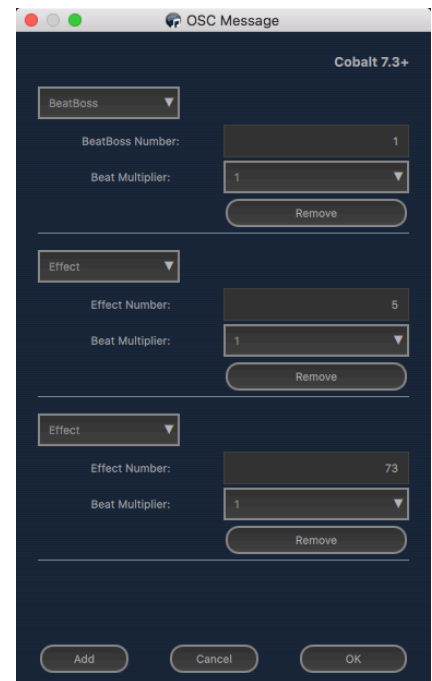 OSC Message
Cobalt 7.3+
BeatBoss
BeatBoss Number: 1
Beat Multiplier: 1
Remove
Effect
Effect Number: 5
Beat Multiplier: 1
Remove
Effect
Effect Number: 73
Beat Multiplier: 1
Remove
Add Cancel OK